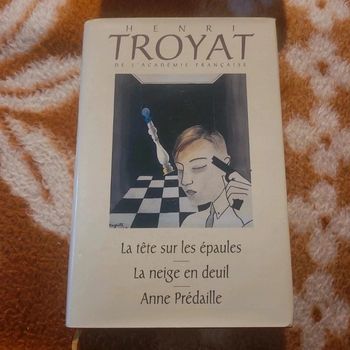 HENRI
TROYAT
DE L'ACADÉMIE FRANÇAISE
La tête sur les épaules
La neige en deuil
Anne Prédaille